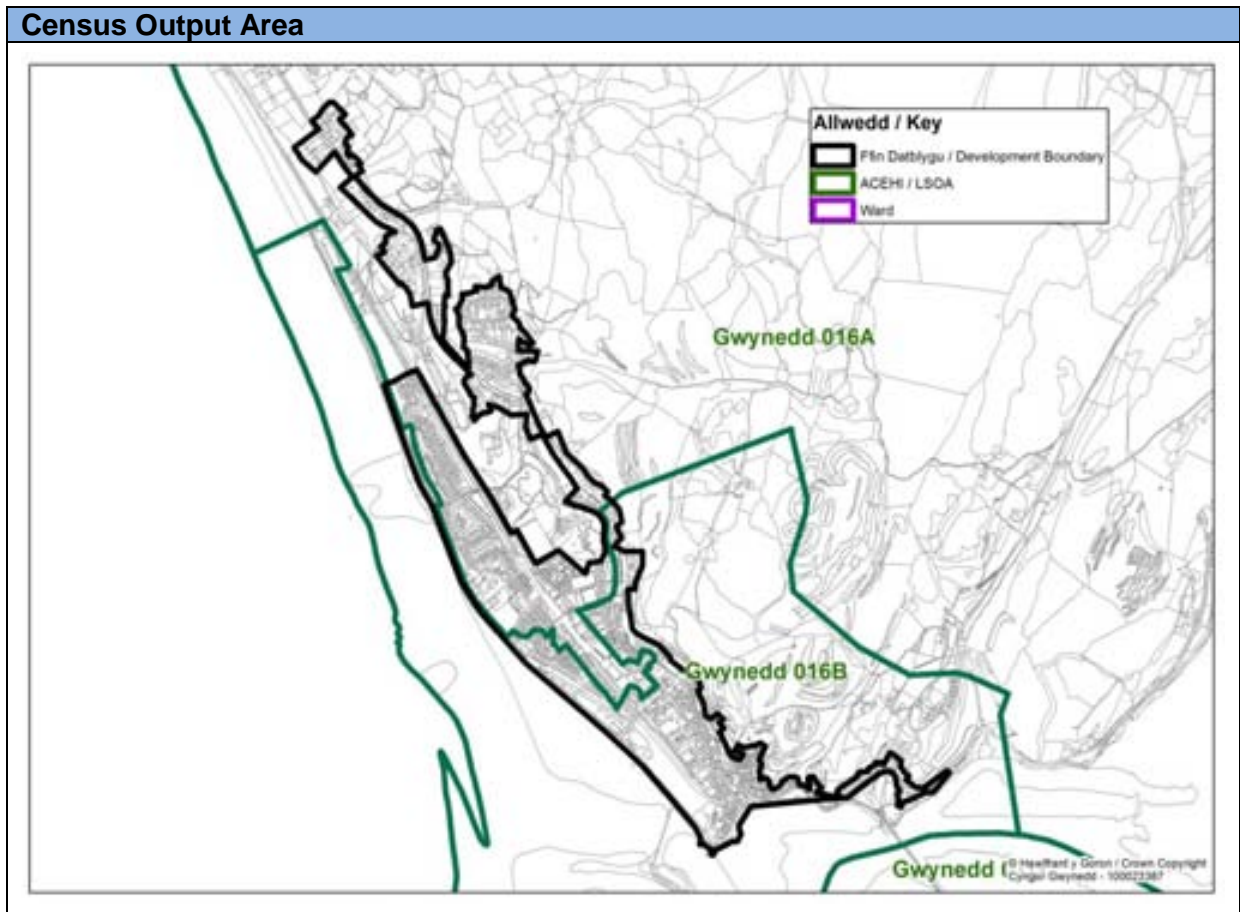 Census Output Area
Allwedd / Key
Ffin Datblygu / Development Boundary
ACEHI / LSOA
Ward
Gwynedd 016A
Gwynedd 016B
Gwynedd
© Hawlfraint y Goron / Crown Copyright
Cyngor Gwynedd - 100023387